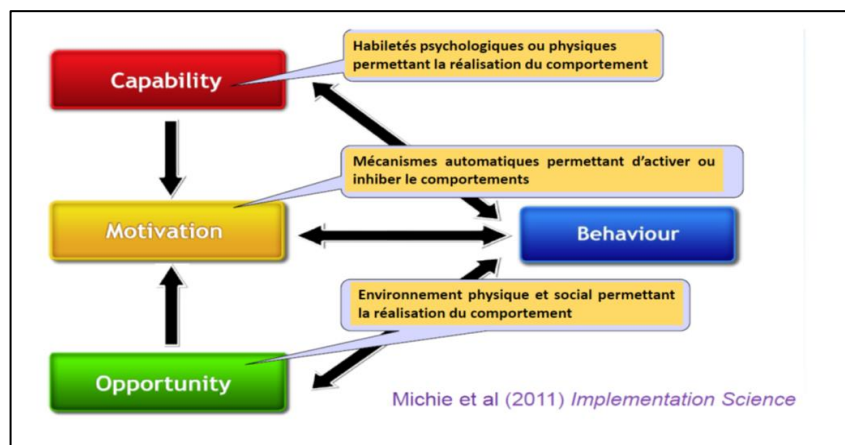 Habiletés psychologiques ou physiques
permettant la réalisation du comportement
Capability
Mécanismes automatiques permettant d'activer ou
inhiber le comportements
Motivation
Behaviour
Environnement physique et social permettant
la réalisation du comportement
Opportunity
Michie et al (2011) Implementation Science